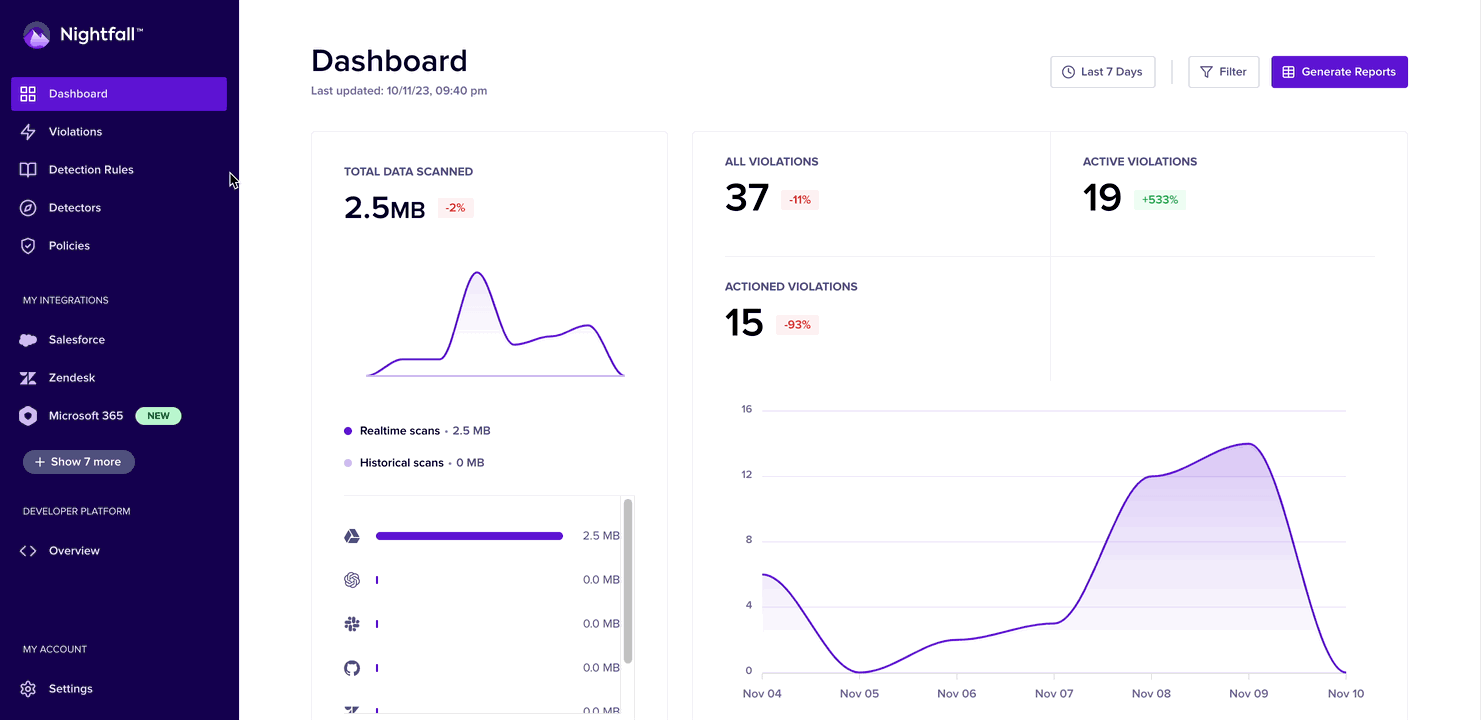 Nightfall™
Dashboard
Violations
Detection Rules
Detectors
Policies
MY INTEGRATIONS
Salesforce
Zendesk
Microsoft 365 NEW
+ Show 7 more
DEVELOPER PLATFORM
Overview
MY ACCOUNT
Settings
Dashboard
Last updated: 10/11/23, 09:40 pm
Last 7 Days
Filter
Generate Reports
TOTAL DATA SCANNED
2.5MB -2%
Realtime scans • 2.5 MB
Historical scans • 0 MB
2.5 MB
0.0 MB
0.0 MB
0.0 MB
0.0 MB
ALL VIOLATIONS
37 -11%
ACTIVE VIOLATIONS
19 +533%
ACTIONED VIOLATIONS
15 -93%
16
12
8
4
0
Nov 04 Nov 05 Nov 06 Nov 07 Nov 08 Nov 09 Nov 10